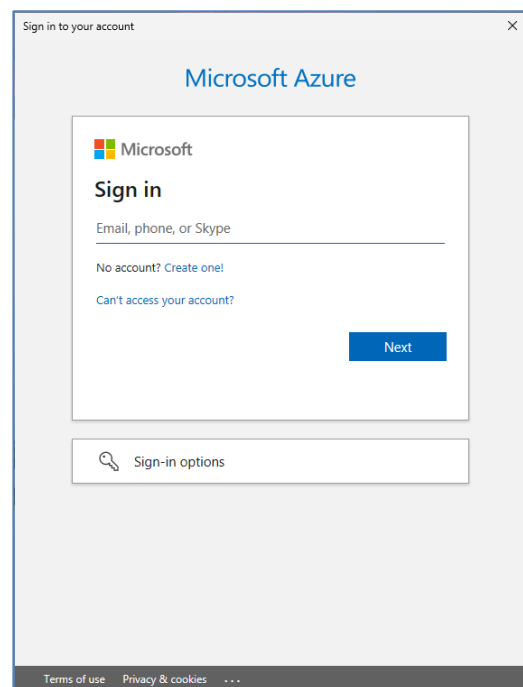 Sign in to your account
Microsoft Azure
Microsoft
Sign in
Email, phone, or Skype
No account? Create one!
Can't access your account?
Next
Sign-in options
Terms of use Privacy & cookies ...